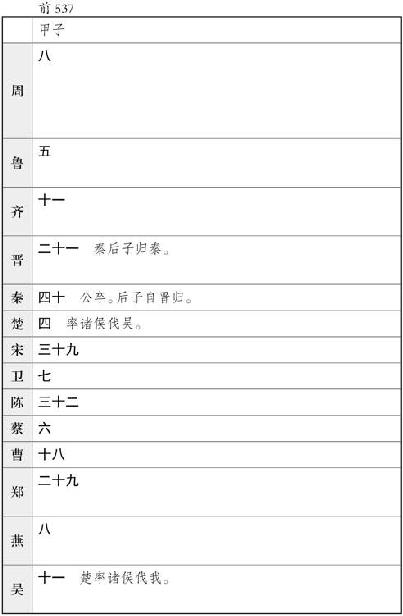 前 537
甲子
周 八
鲁 五
齐 十一
晋 二十一 秦后子归秦。
秦 四十 公卒。后子自晋归。
楚 四 率诸侯伐吴。
宋 三十九
卫 七
陈 三十二
蔡 六
曹 十八
郑 二十九
燕 八
吴 十一 楚率诸侯伐我。